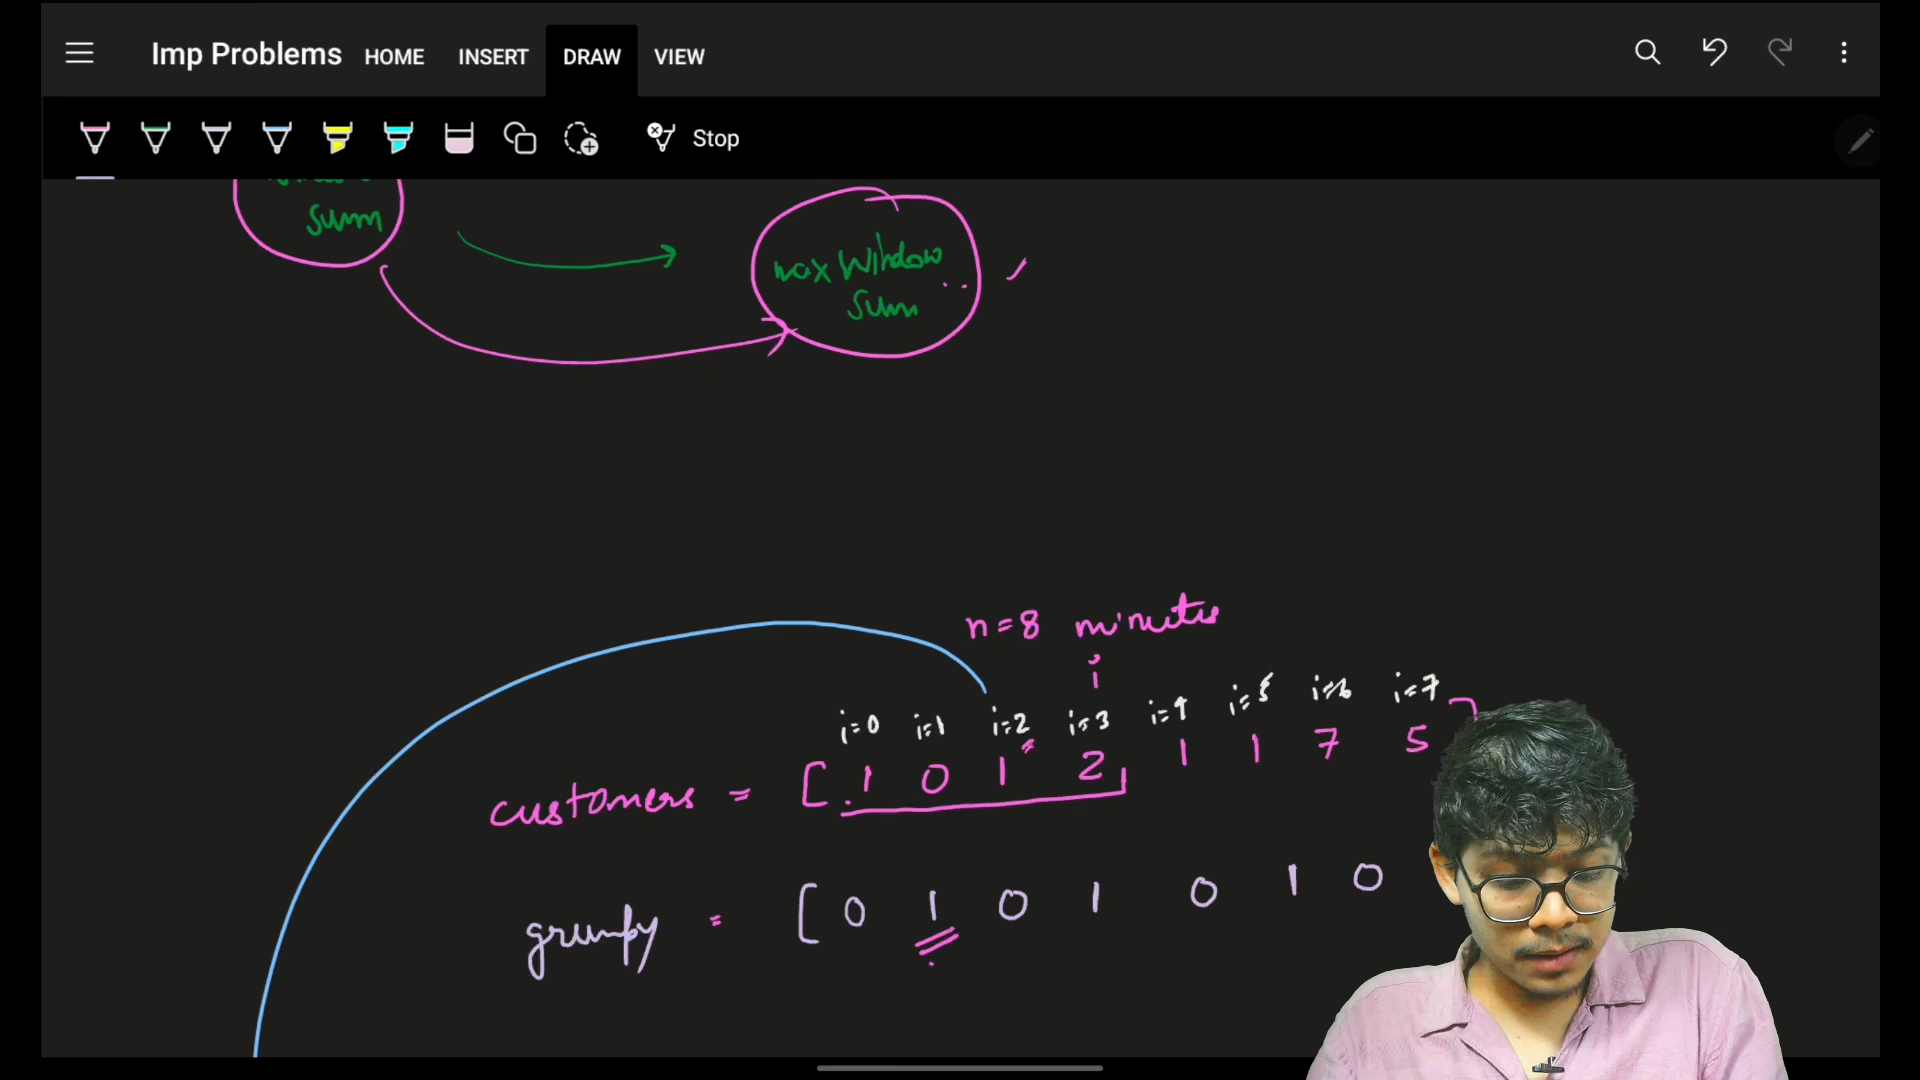 Imp Problems HOME INSERT DRAW VIEW
Stop
sum
max Window
Sum
n=8 minutes
i
i=0 i=1 i=2 i=3 i=4 i=5 i=6 i=7
customers = [ 1 0 1 2 1 1 7 5 ]
grumpy = [ 0 1 0 1 0 1 0